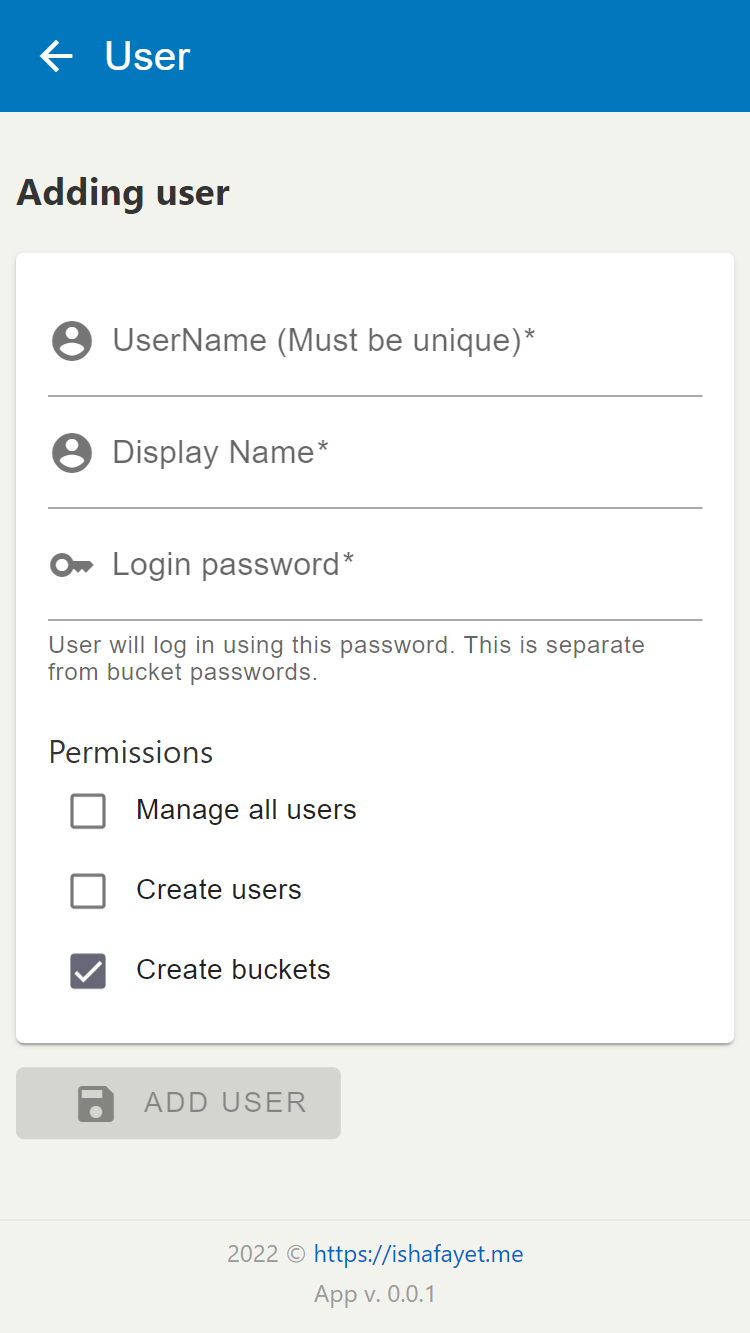 User
Adding user
UserName (Must be unique)*
Display Name*
Login password*
User will log in using this password. This is separate
from bucket passwords.
Permissions
Manage all users
Create users
Create buckets
ADD USER
2022 © https://ishafayet.me
App v. 0.0.1